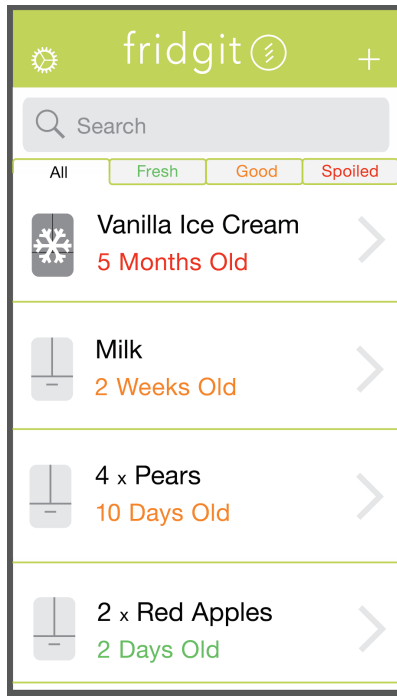 fridgit
+
Search
All Fresh Good Spoiled
Vanilla Ice Cream
5 Months Old
Milk
2 Weeks Old
4 x Pears
10 Days Old
2 x Red Apples
2 Days Old